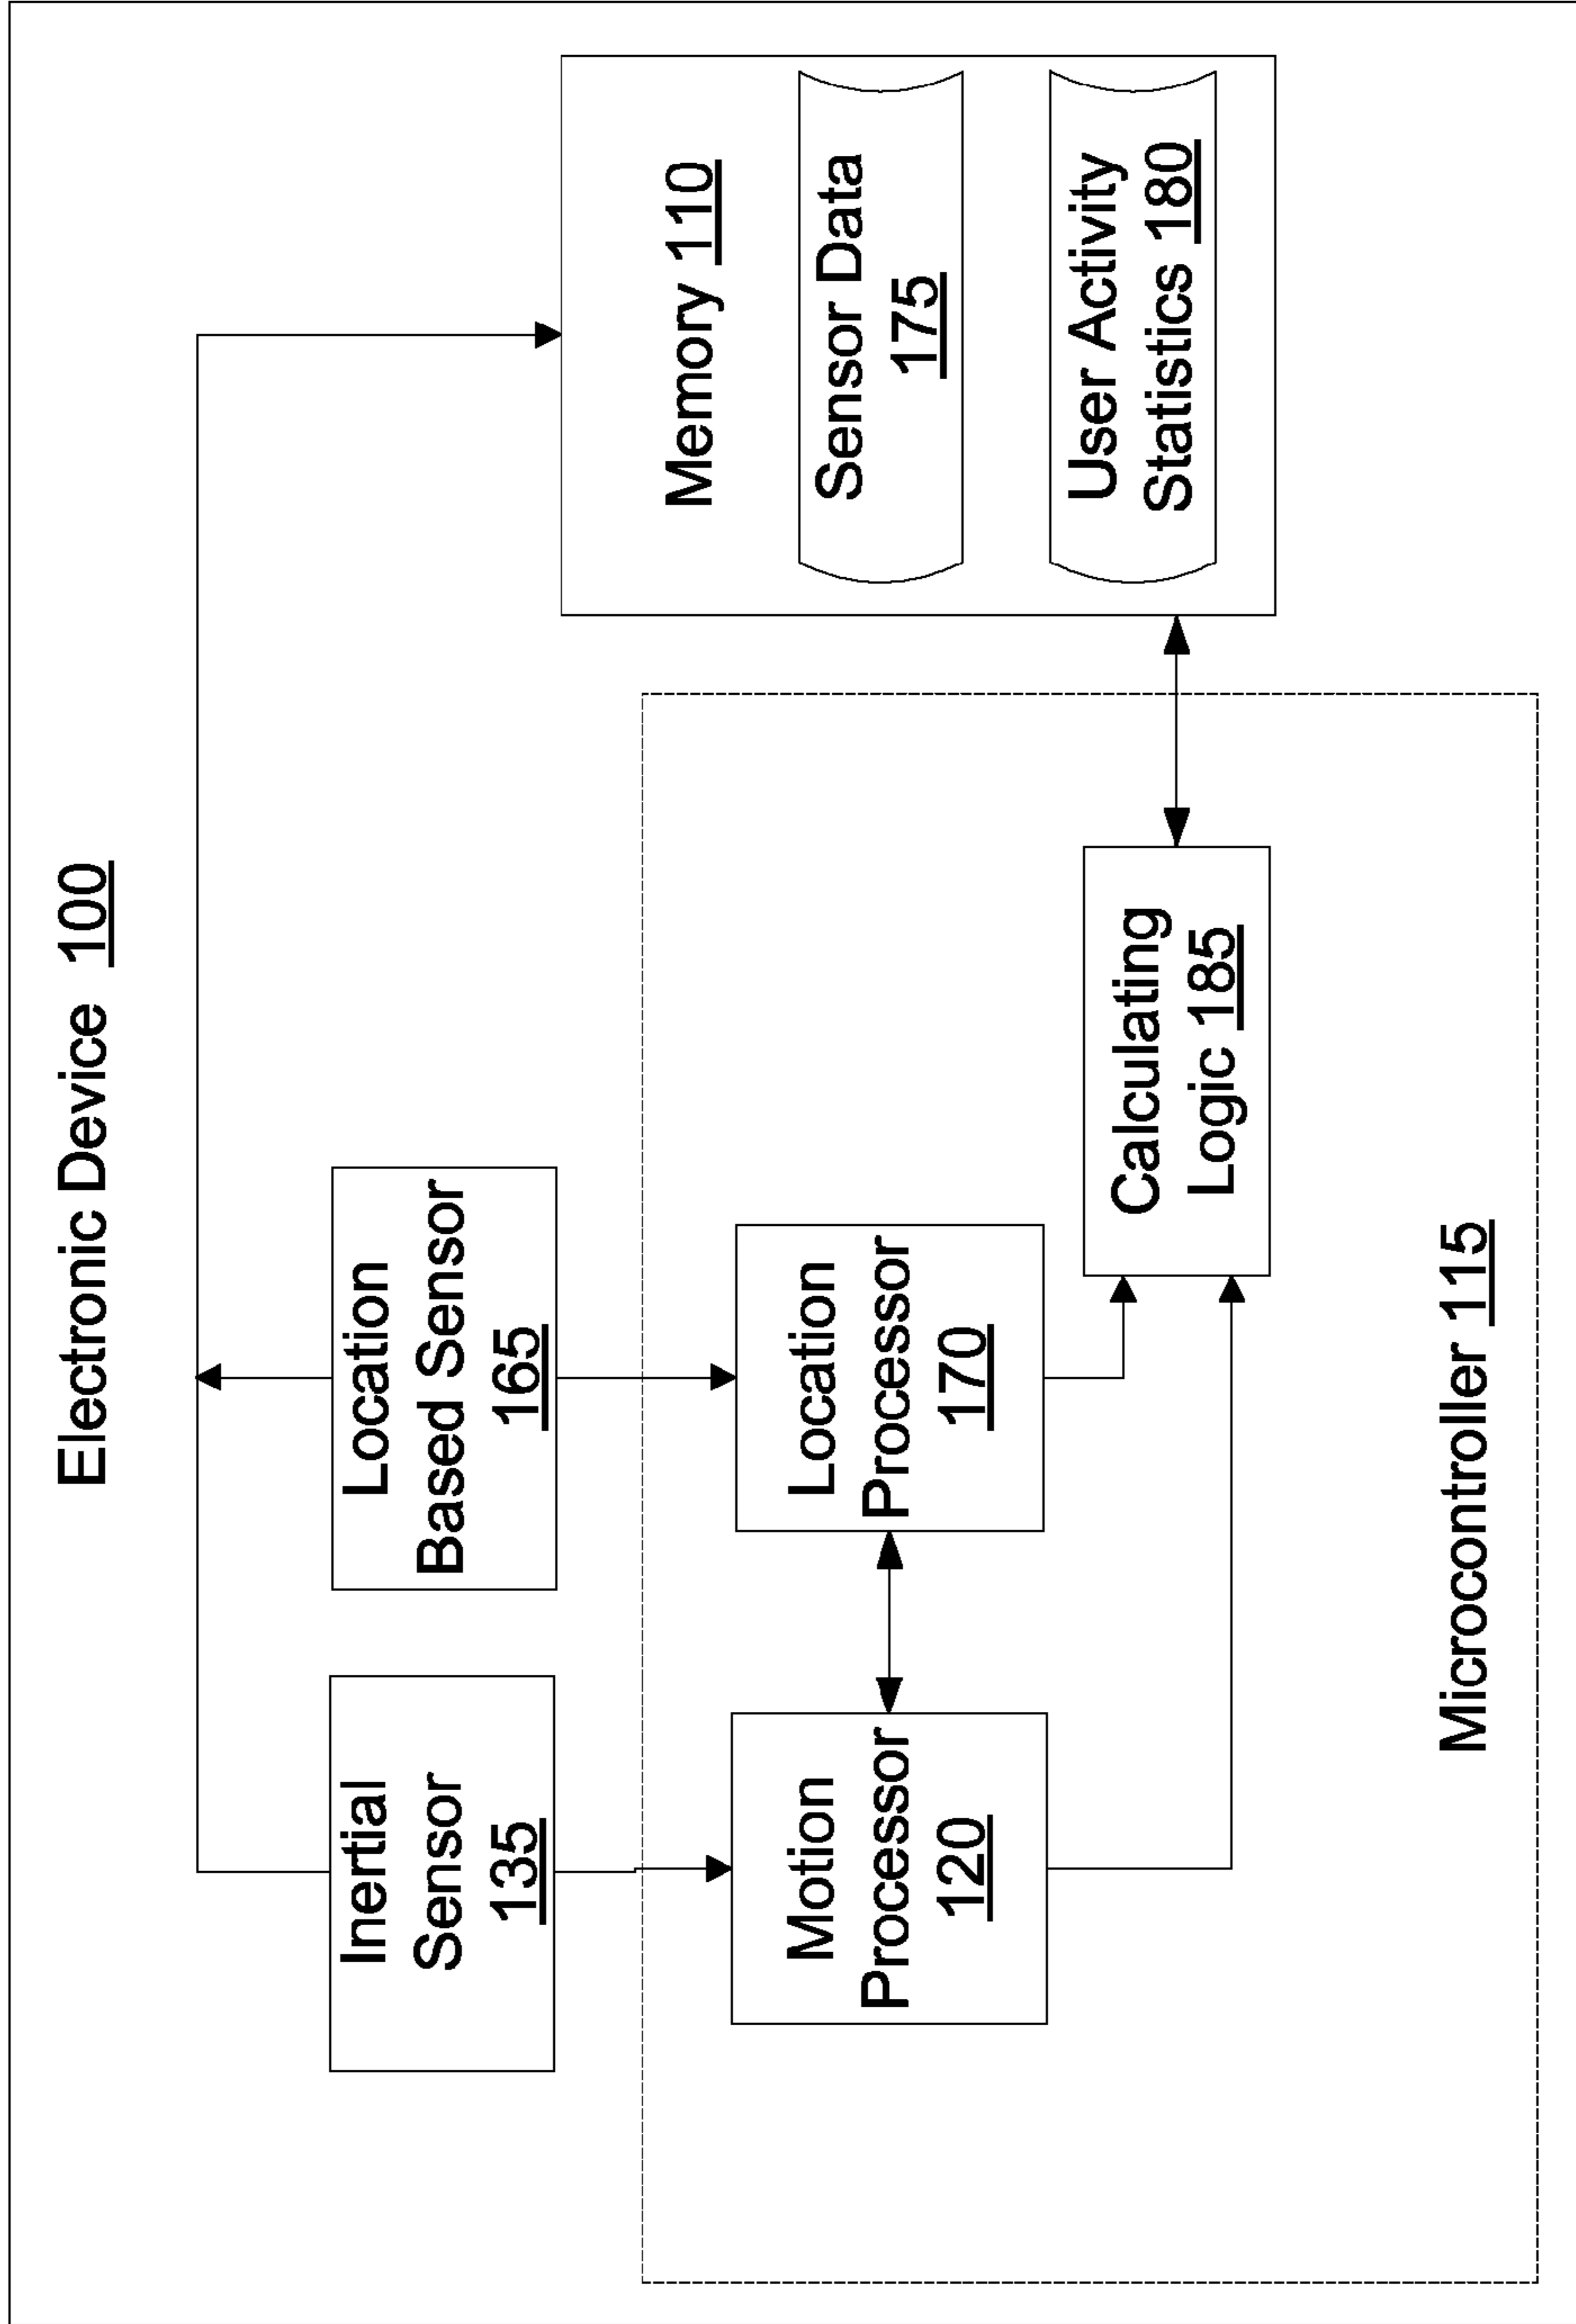 Electronic Device 100
Inertial
Sensor
135
Location
Based Sensor
165
Memory 110
Sensor Data
175
User Activity
Statistics 180
Motion
Processor
120
Location
Processor
170
Calculating
Logic 185
Microcontroller 115